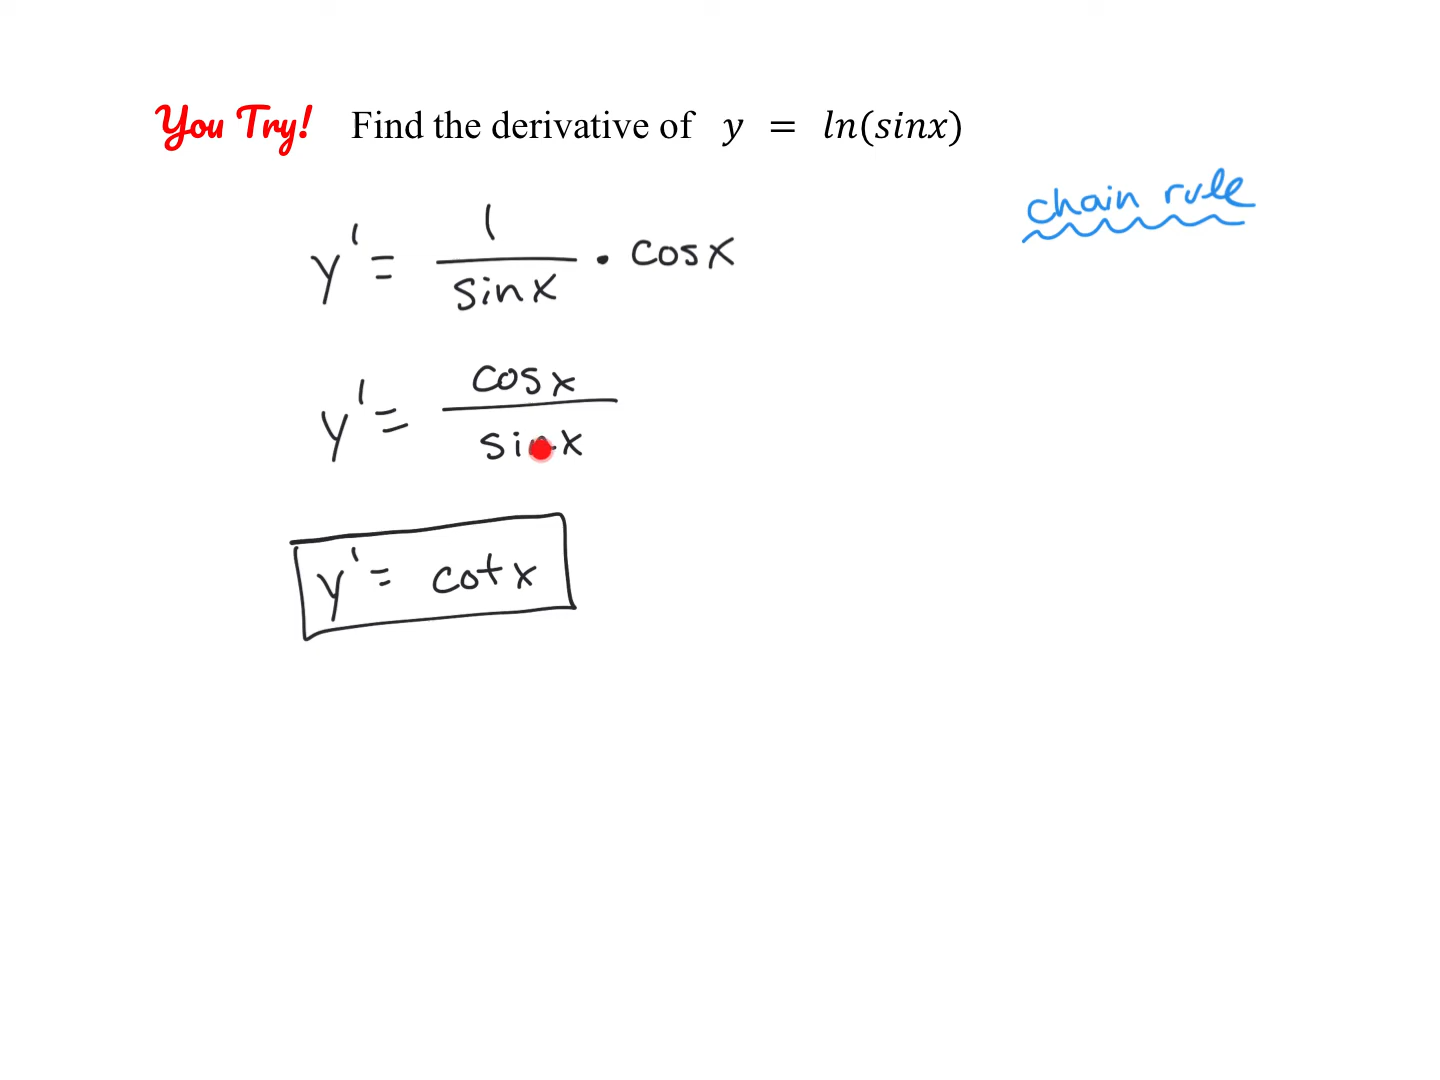 You Try! Find the derivative of y = ln(sinx)
chain rule
y' = 1/sinx · cosx
y' = cosx/sinx
y' = cotx